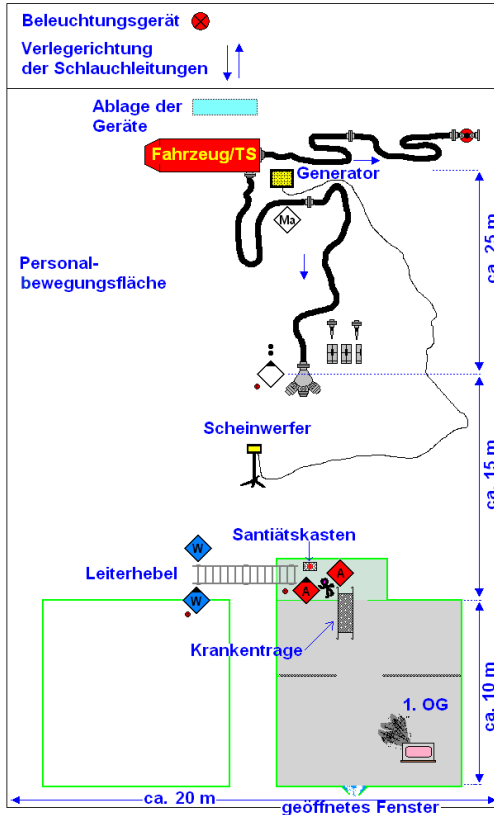 Beleuchtungsgerät
Verlegerichtung
der Schlauchleitungen
Ablage der
Geräte
Fahrzeug/TS
Generator
Ma
Personal-
bewegungsfläche
ca. 25 m
Scheinwerfer
ca. 15 m
Santiätskasten
W
Leiterhebel
A
A
W
Krankentrage
1. OG
ca. 10 m
ca. 20 m
geöffnetes Fenster